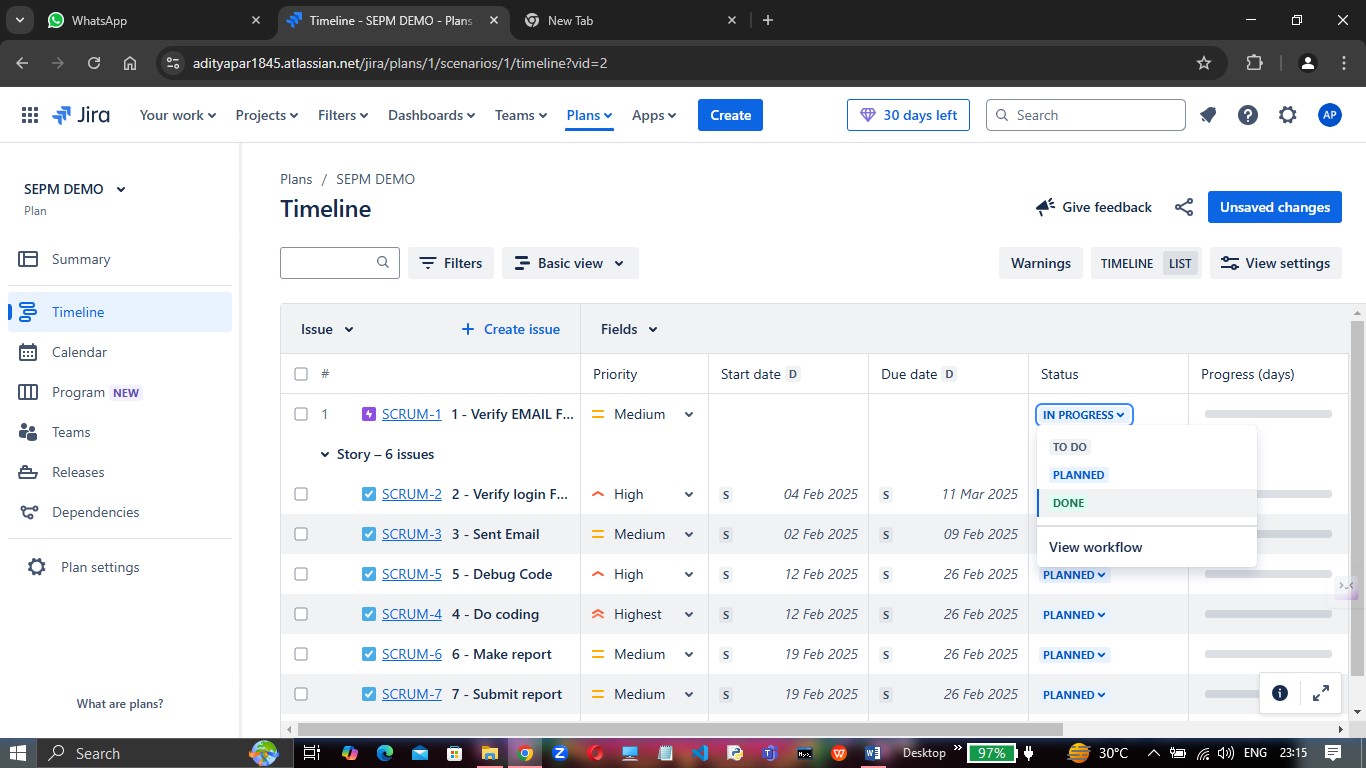 WhatsApp
Timeline - SEPM DEMO - Plans -
New Tab
adityapar1845.atlassian.net/jira/plans/1/scenarios/1/timeline?vid=2
Jira
Your work
Projects
Filters
Dashboards
Teams
Plans
Apps
Create
30 days left
Search
AP
SEPM DEMO
Plan
Summary
Timeline
Calendar
Program NEW
Teams
Releases
Dependencies
Plan settings
What are plans?
Plans / SEPM DEMO
Timeline
Give feedback
Unsaved changes
Filters
Basic view
Warnings
TIMELINE
LIST
View settings
Issue
+ Create issue
Fields
# Priority Start date D Due date D Status Progress (days)
1 SCRUM-1 1 - Verify EMAIL F... Medium IN PROGRESS
TO DO
PLANNED
DONE
View workflow
Story – 6 issues
SCRUM-2 2 - Verify login F... High S 04 Feb 2025 S 11 Mar 2025
SCRUM-3 3 - Sent Email Medium S 02 Feb 2025 S 09 Feb 2025
SCRUM-5 5 - Debug Code High S 12 Feb 2025 S 26 Feb 2025 PLANNED
SCRUM-4 4 - Do coding Highest S 12 Feb 2025 S 26 Feb 2025 PLANNED
SCRUM-6 6 - Make report Medium S 19 Feb 2025 S 26 Feb 2025 PLANNED
SCRUM-7 7 - Submit report Medium S 19 Feb 2025 S 26 Feb 2025 PLANNED
Search
Desktop
97%
30°C
ENG
23:15